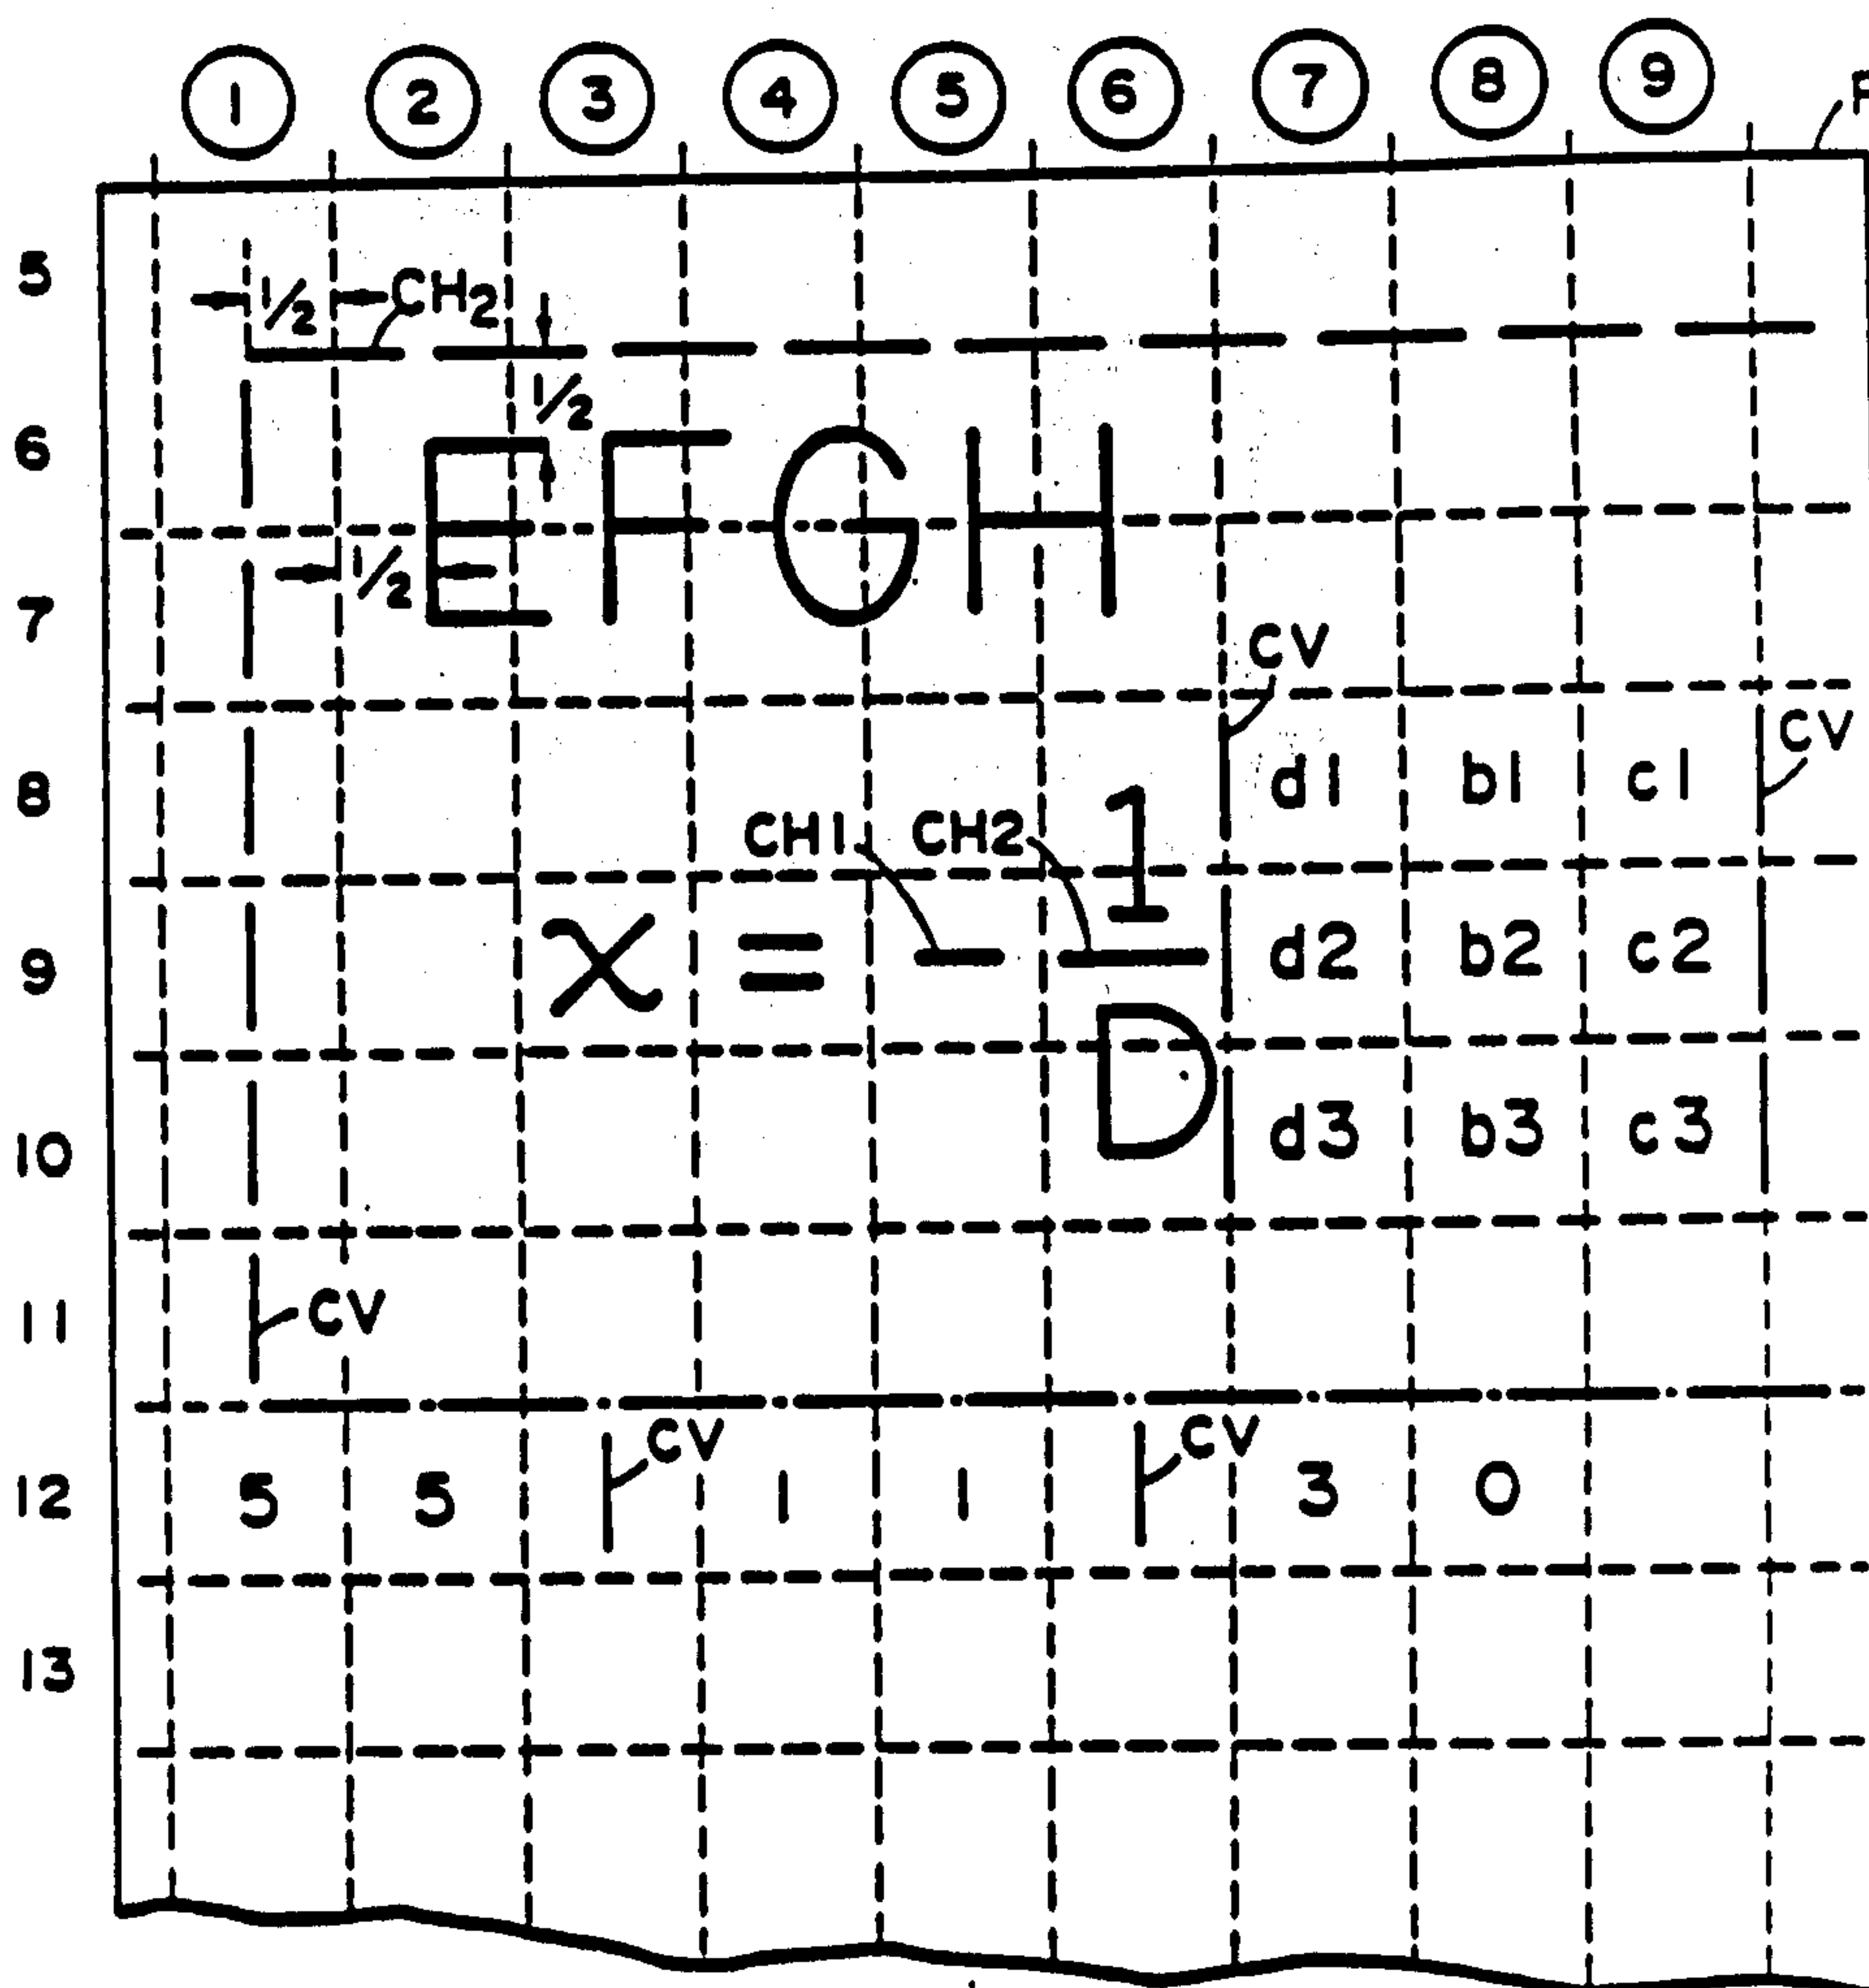 1 2 3 4 5 6 7 8 9
5 1/2 CH2
1/2
6 E F G H
1/2
7
CV
CV
8 d1 b1 c1
CH1 CH2 1
9 x = − d2 b2 c2
D
10 d3 b3 c3
11 CV
CV CV
12 5 5 | 1 1 | 3 0
13